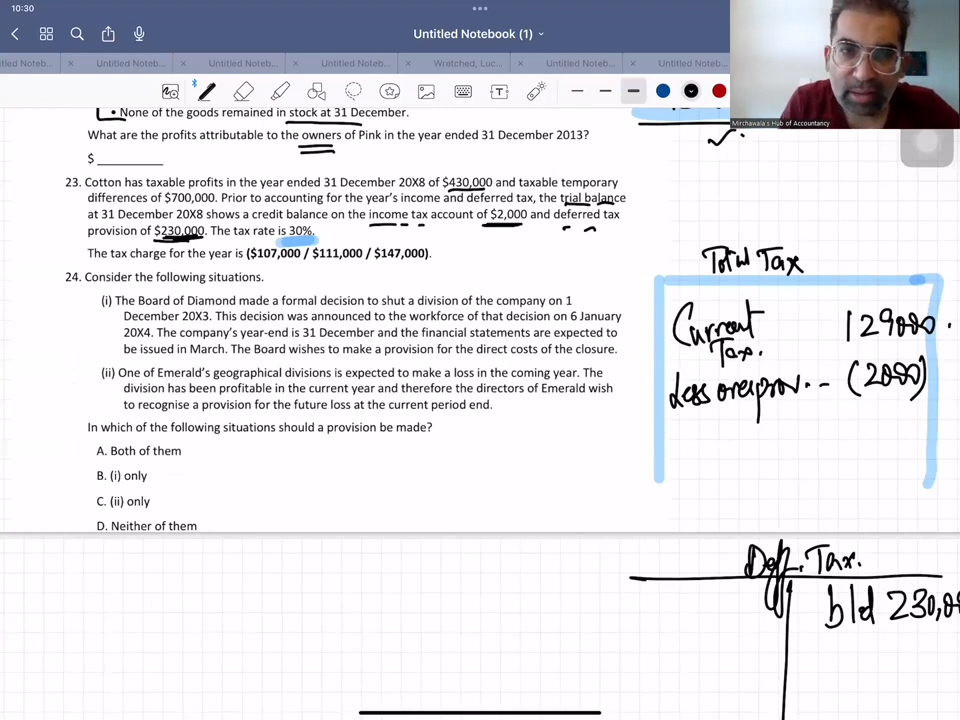 10:30
Untitled Notebook (1)
Untitled Noteb...
Untitled Noteb...
Untitled Noteb...
Wretched, Luc...
Untitled Noteb...
Untitled Noteb...
Mirchawala's Hub of Accountancy
None of the goods remained in stock at 31 December.
What are the profits attributable to the owners of Pink in the year ended 31 December 2013?
$
23. Cotton has taxable profits in the year ended 31 December 20X8 of $430,000 and taxable temporary
differences of $700,000. Prior to accounting for the year's income and deferred tax, the trial balance
at 31 December 20X8 shows a credit balance on the income tax account of $2,000 and deferred tax
provision of $230,000. The tax rate is 30%.
The tax charge for the year is ($107,000 / $111,000 / $147,000).
24. Consider the following situations.
(i) The Board of Diamond made a formal decision to shut a division of the company on 1
December 20X3. This decision was announced to the workforce of that decision on 6 January
20X4. The company's year-end is 31 December and the financial statements are expected to
be issued in March. The Board wishes to make a provision for the direct costs of the closure.
(ii) One of Emerald's geographical divisions is expected to make a loss in the coming year. The
division has been profitable in the current year and therefore the directors of Emerald wish
to recognise a provision for the future loss at the current period end.
In which of the following situations should a provision be made?
A. Both of them
B. (i) only
C. (ii) only
D. Neither of them
Total Tax
Current 129000.
Tax.
Less overprov. -- (2000)
Deff. Tax.
b/d 230,00